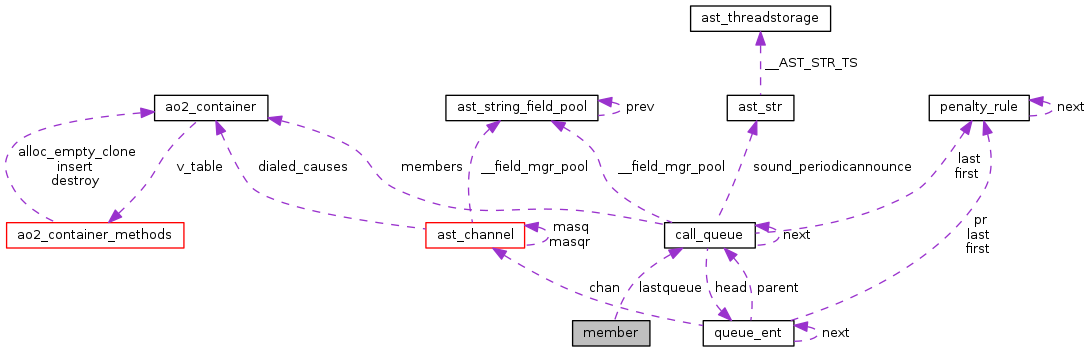 ast_threadstorage
__AST_STR_TS
ao2_container
ast_string_field_pool
prev
ast_str
penalty_rule
next
alloc_empty_clone
insert
destroy
v_table
dialed_causes
members
__field_mgr_pool
__field_mgr_pool
sound_periodicannounce
last
first
ao2_container_methods
ast_channel
masq
masqr
call_queue
next
pr
last
first
chan
lastqueue
head
parent
member
queue_ent
next